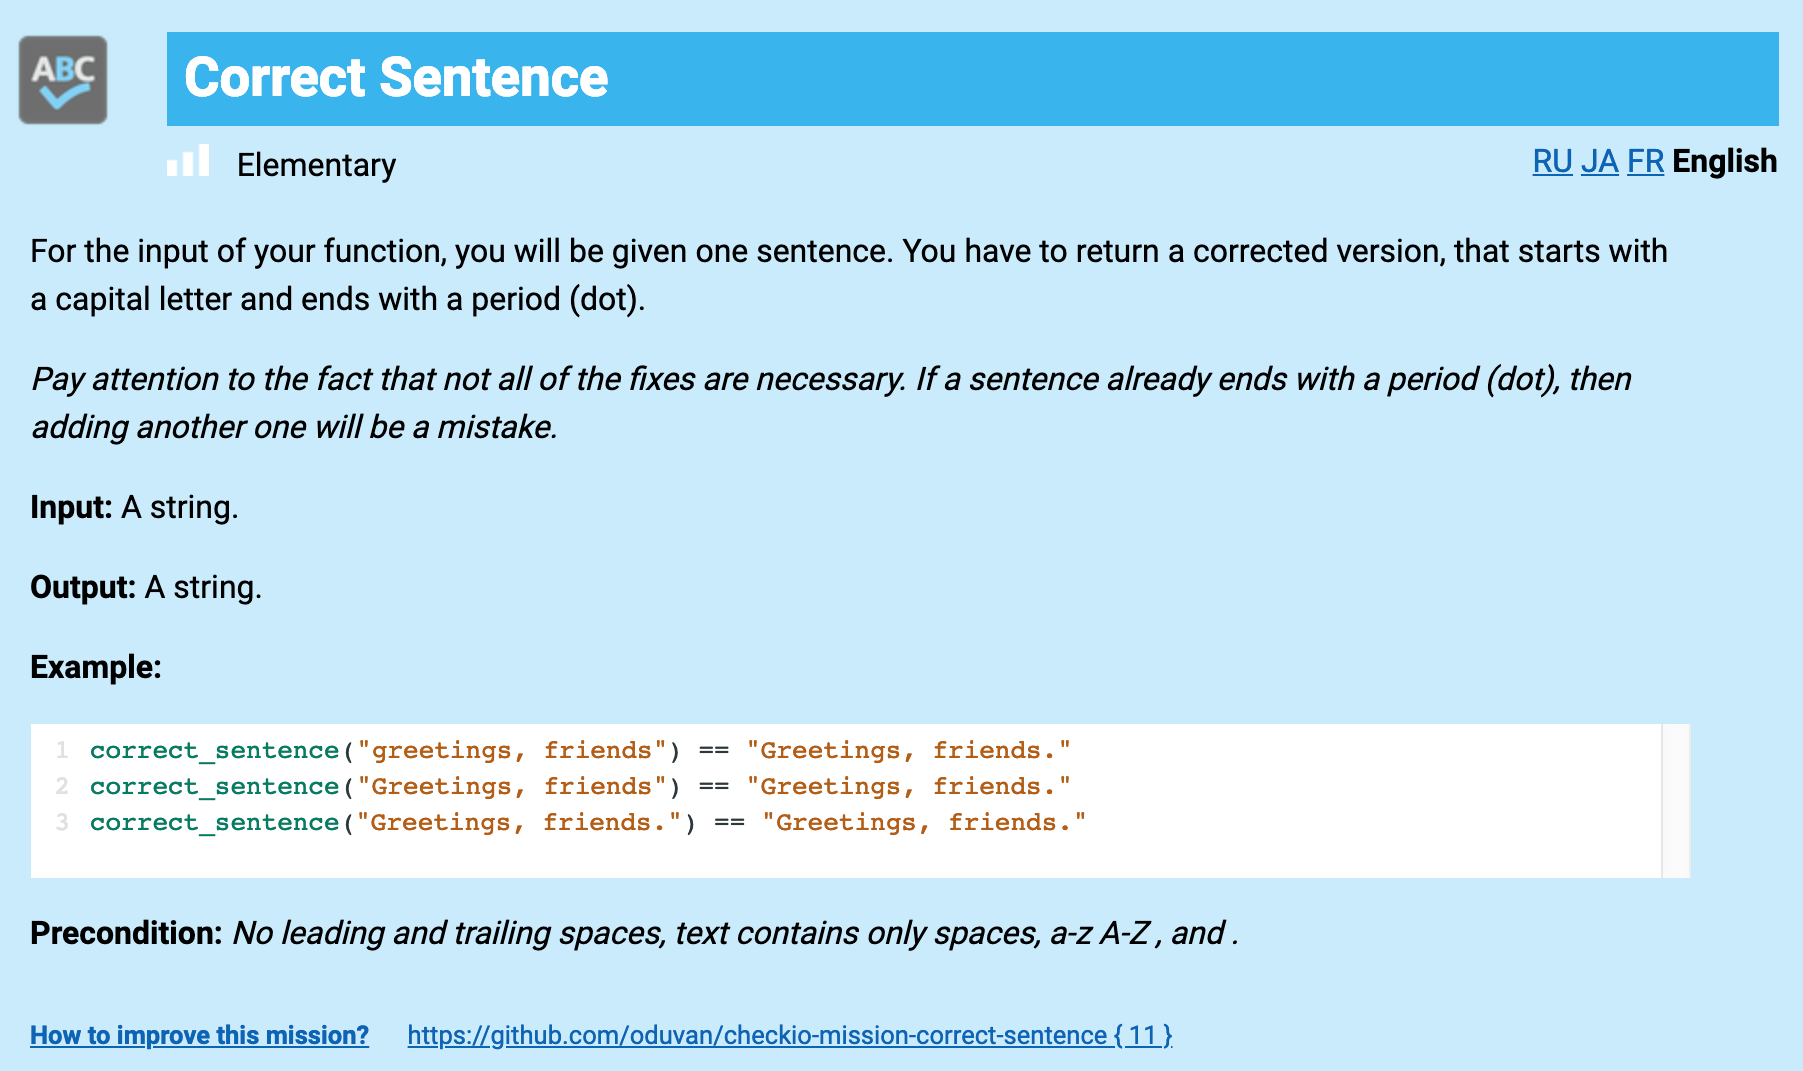 ABC
Correct Sentence
Elementary
RU JA FR English
For the input of your function, you will be given one sentence. You have to return a corrected version, that starts with
a capital letter and ends with a period (dot).
Pay attention to the fact that not all of the fixes are necessary. If a sentence already ends with a period (dot), then
adding another one will be a mistake.
Input: A string.
Output: A string.
Example:
1 correct_sentence("greetings, friends") == "Greetings, friends."
2 correct_sentence("Greetings, friends") == "Greetings, friends."
3 correct_sentence("Greetings, friends.") == "Greetings, friends."
Precondition: No leading and trailing spaces, text contains only spaces, a-z A-Z , and .
How to improve this mission? https://github.com/oduvan/checkio-mission-correct-sentence { 11 }